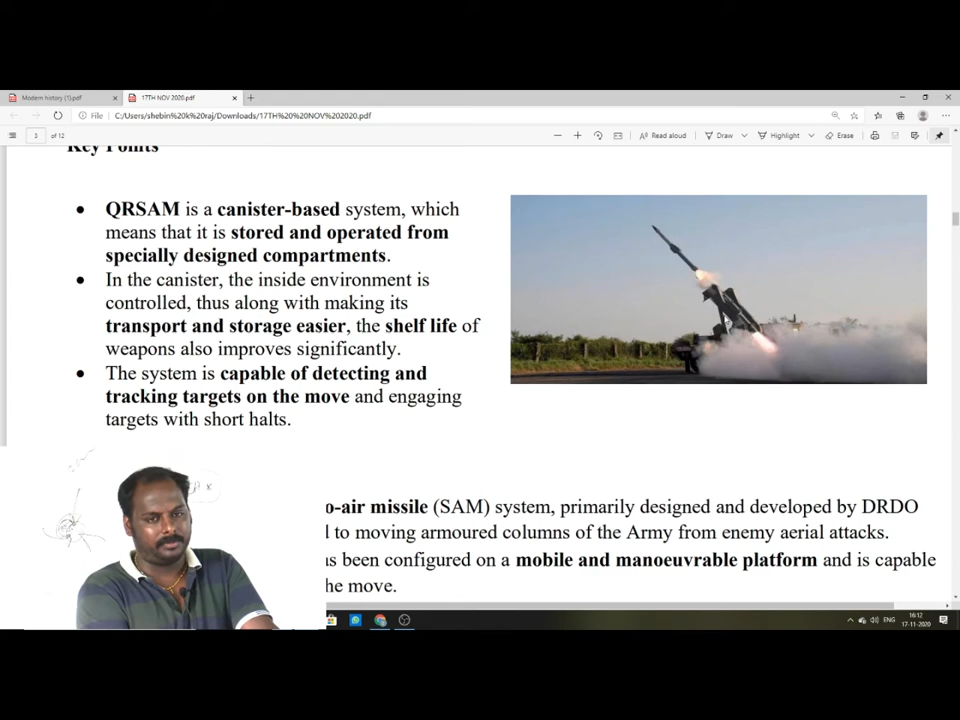 Modern history (1).pdf
17TH NOV 2020.pdf
File
C:/Users/shebin%20k%20raj/Downloads/17TH%20%20NOV%202020.pdf
3 of 12
Read aloud
Draw
Highlight
Erase
Key Points
• QRSAM is a canister-based system, which
means that it is stored and operated from
specially designed compartments.
• In the canister, the inside environment is
controlled, thus along with making its
transport and storage easier, the shelf life of
weapons also improves significantly.
• The system is capable of detecting and
tracking targets on the move and engaging
targets with short halts.
o-air missile (SAM) system, primarily designed and developed by DRDO
to moving armoured columns of the Army from enemy aerial attacks.
s been configured on a mobile and manoeuvrable platform and is capable
he move.
ENG
16:12
17-11-2020